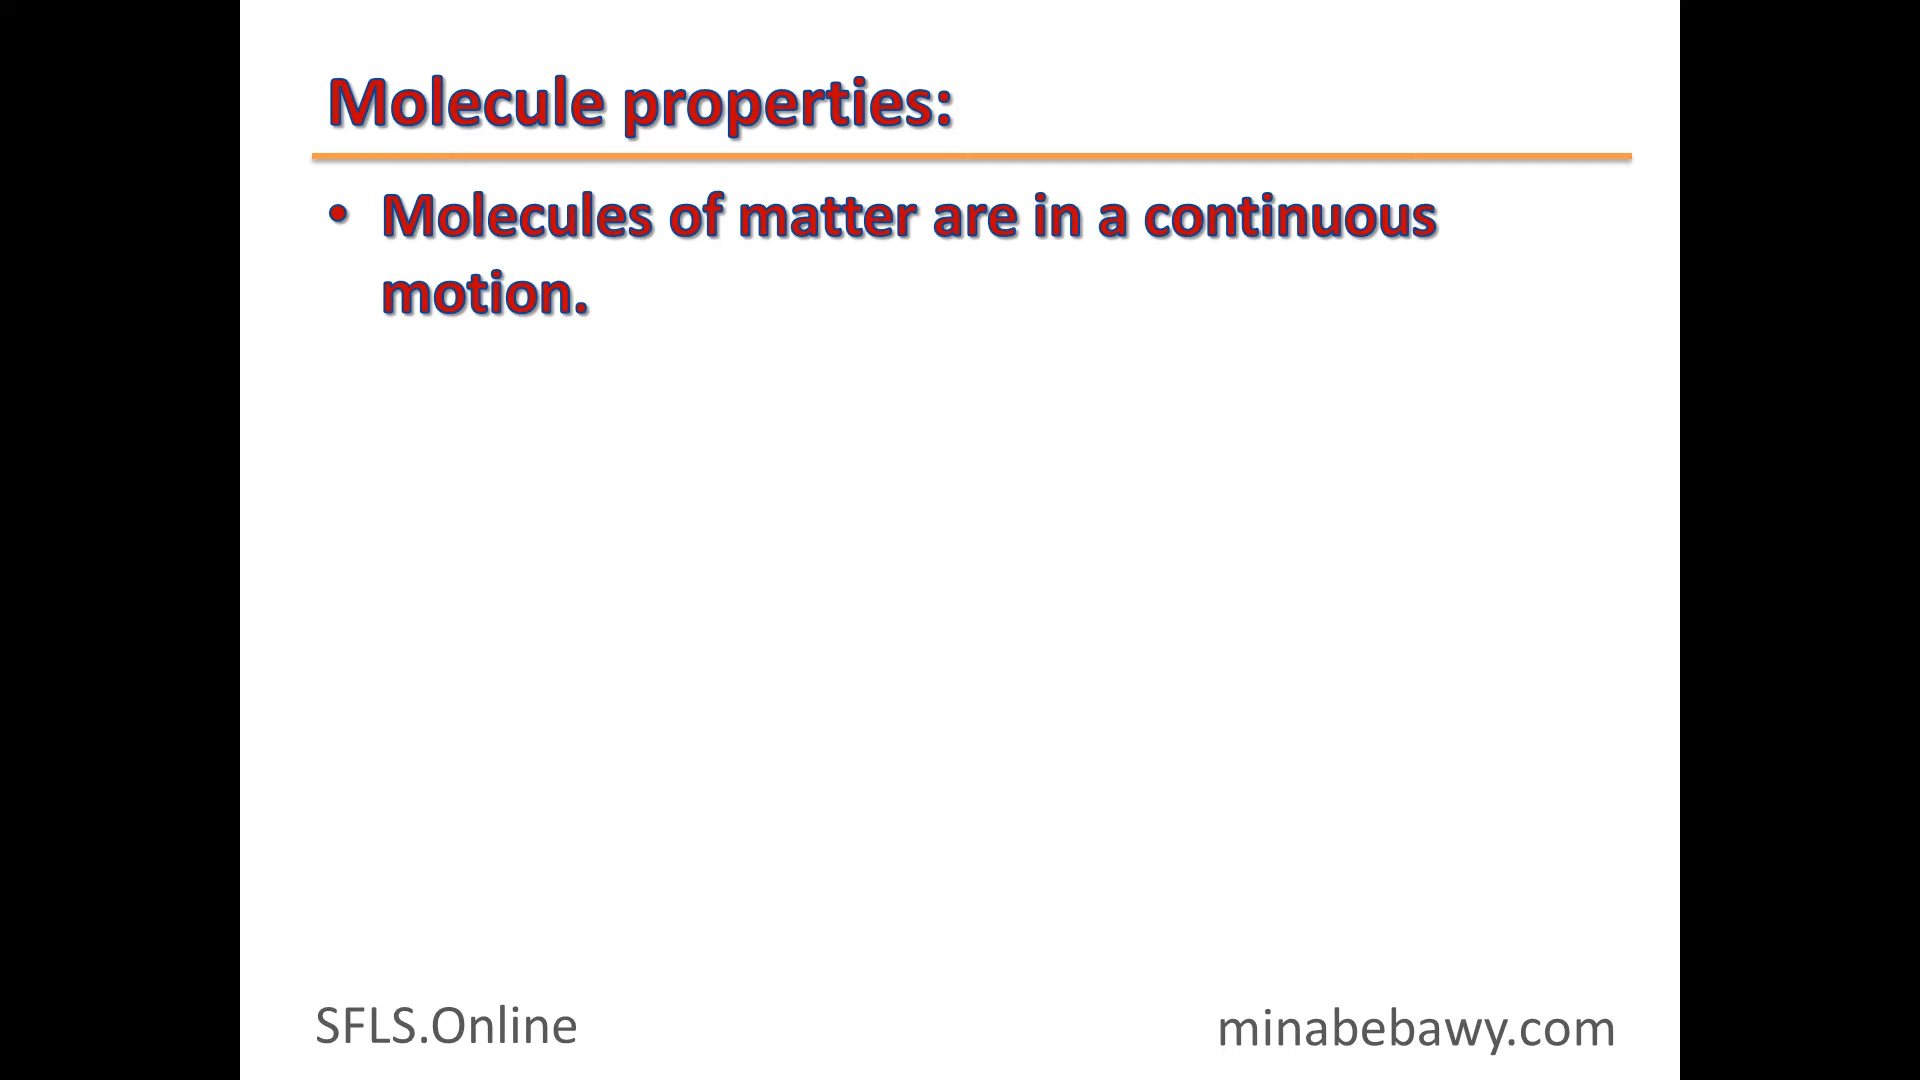 Molecule properties:
• Molecules of matter are in a continuous
motion.
SFLS.Online
minabebawy.com